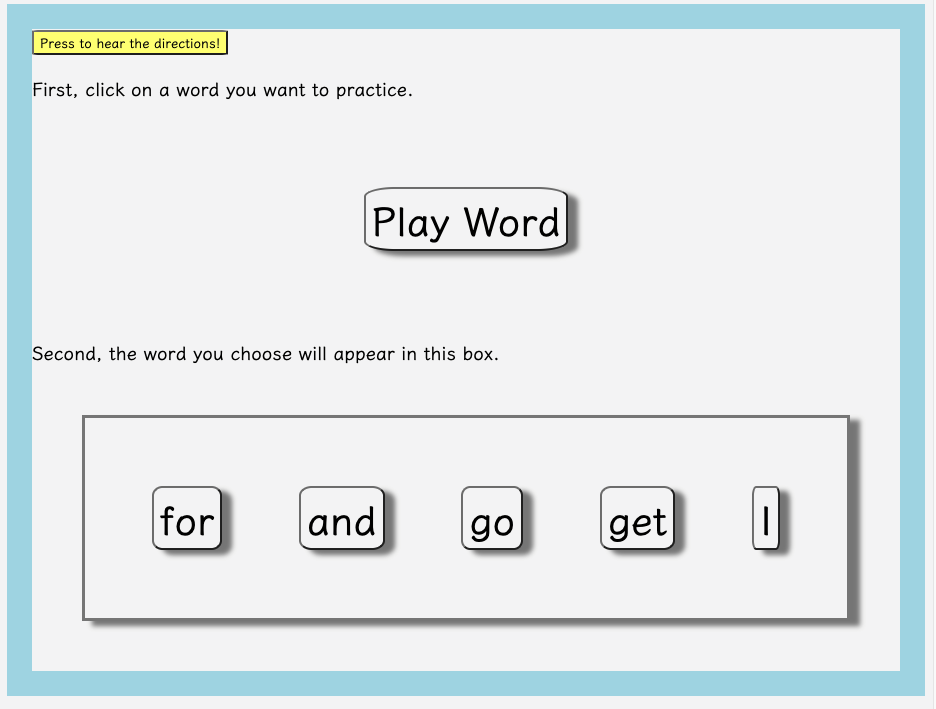 Press to hear the directions!
First, click on a word you want to practice.
Play Word
Second, the word you choose will appear in this box.
for and go get I